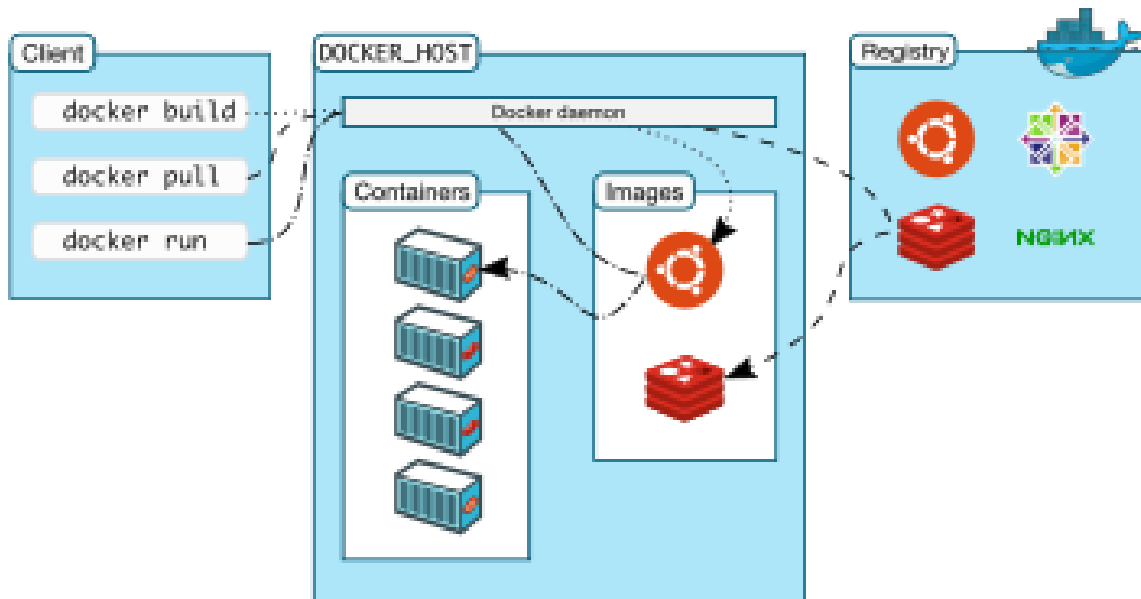 Client
docker build
docker pull
docker run
DOCKER_HOST
Docker daemon
Containers
Images
Registry
NGINX